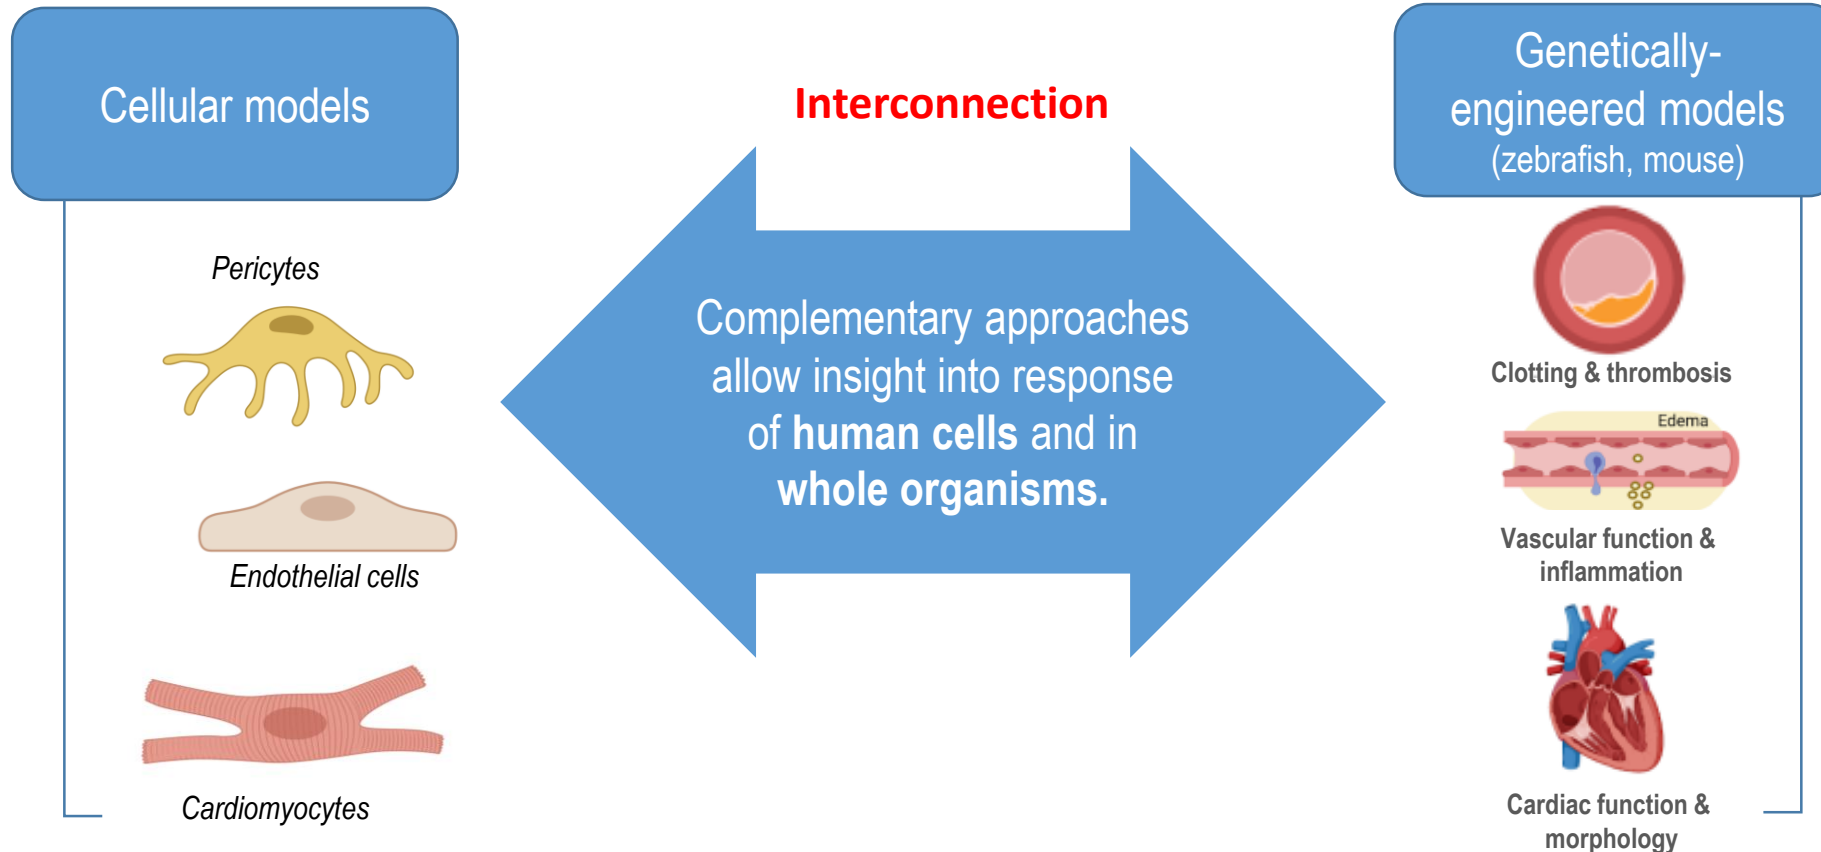 Cellular models
Pericytes
Endothelial cells
Cardiomyocytes
Interconnection
Complementary approaches
allow insight into response
of human cells and in
whole organisms.
Genetically-
engineered models
(zebrafish, mouse)
Clotting & thrombosis
Edema
Vascular function &
inflammation
Cardiac function &
morphology